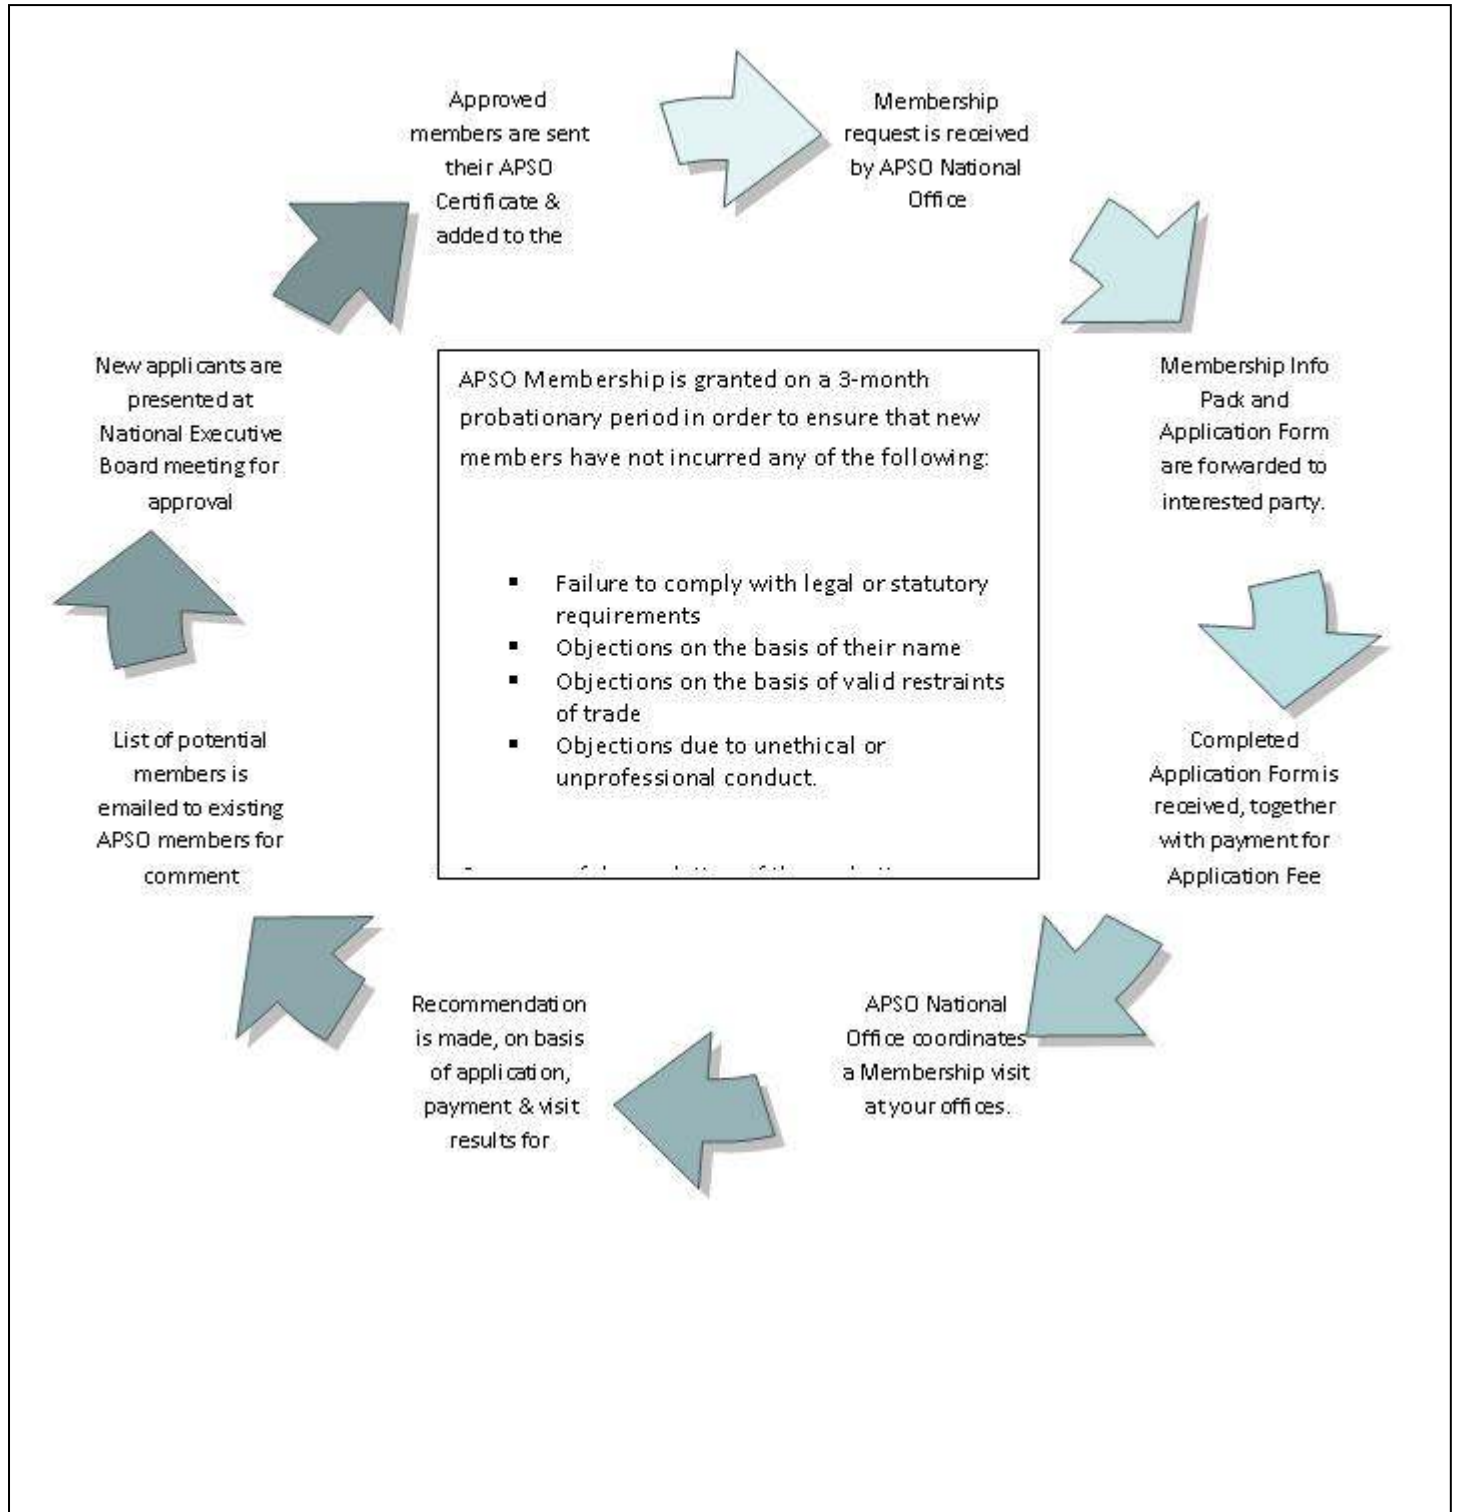 Approved
members are sent
their APSO
Certificate &
added to the
Membership
request is received
by APSO National
Office
Membership Info
Pack and
Application Form
are forwarded to
interested party.
Completed
Application Form is
received, together
with payment for
Application Fee
APSO National
Office coordinates
a Membership visit
at your offices.
Recommendation
is made, on basis
of application,
payment & visit
results for
List of potential
members is
emailed to existing
APSO members for
comment
New applicants are
presented at
National Executive
Board meeting for
approval
APSO Membership is granted on a 3-month
probationary period in order to ensure that new
members have not incurred any of the following:
▪ Failure to comply with legal or statutory
requirements
▪ Objections on the basis of their name
▪ Objections on the basis of valid restraints
of trade
▪ Objections due to unethical or
unprofessional conduct.